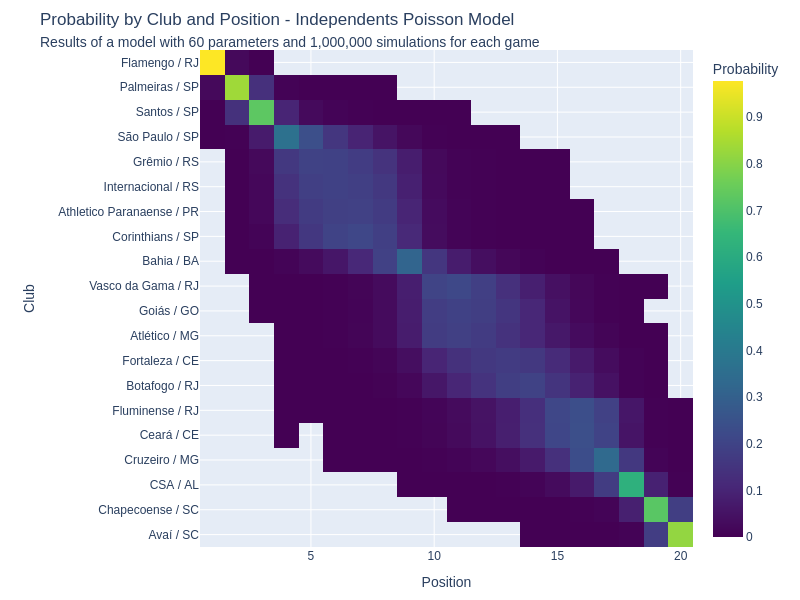 Probability by Club and Position - Independents Poisson Model
Results of a model with 60 parameters and 1,000,000 simulations for each game
Probability
Flamengo / RJ
Palmeiras / SP
Santos / SP
São Paulo / SP
Grêmio / RS
Internacional / RS
Athletico Paranaense / PR
Corinthians / SP
Bahia / BA
Vasco da Gama / RJ
Goiás / GO
Atlético / MG
Fortaleza / CE
Botafogo / RJ
Fluminense / RJ
Ceará / CE
Cruzeiro / MG
CSA / AL
Chapecoense / SC
Avaí / SC
Club
5
10
15
20
Position
0.9
0.8
0.7
0.6
0.5
0.4
0.3
0.2
0.1
0